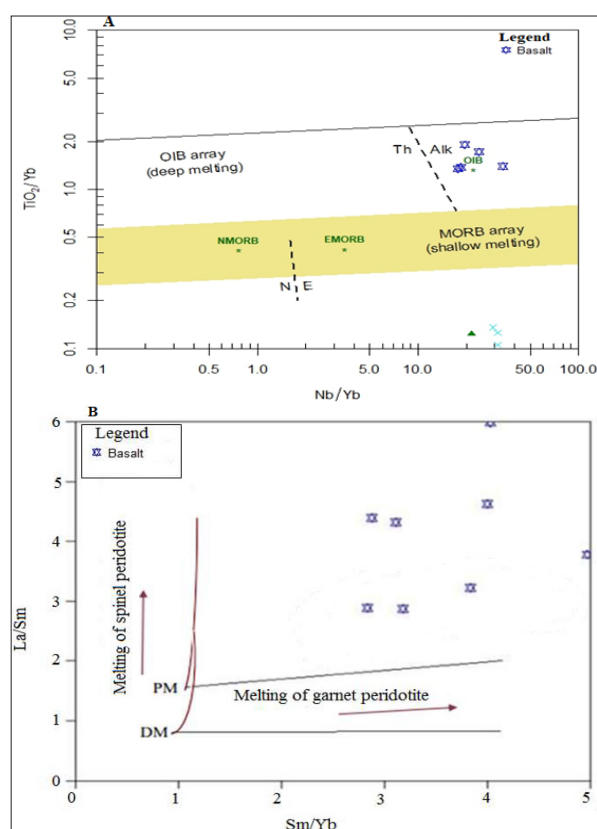 A
Legend
Basalt
10.0
5.0
2.0
1.0
0.5
0.2
0.1
TiO₂/Yb
OIB array
(deep melting)
Th
Alk
OIB
MORB array
(shallow melting)
NMORB
EMORB
N
E
0.1
0.5
1.0
5.0
10.0
50.0
100.0
Nb/Yb
B
Legend
Basalt
6
5
4
3
2
1
0
La/Sm
Melting of spinel peridotite
PM
Melting of garnet peridotite
DM
0
1
2
3
4
5
Sm/Yb